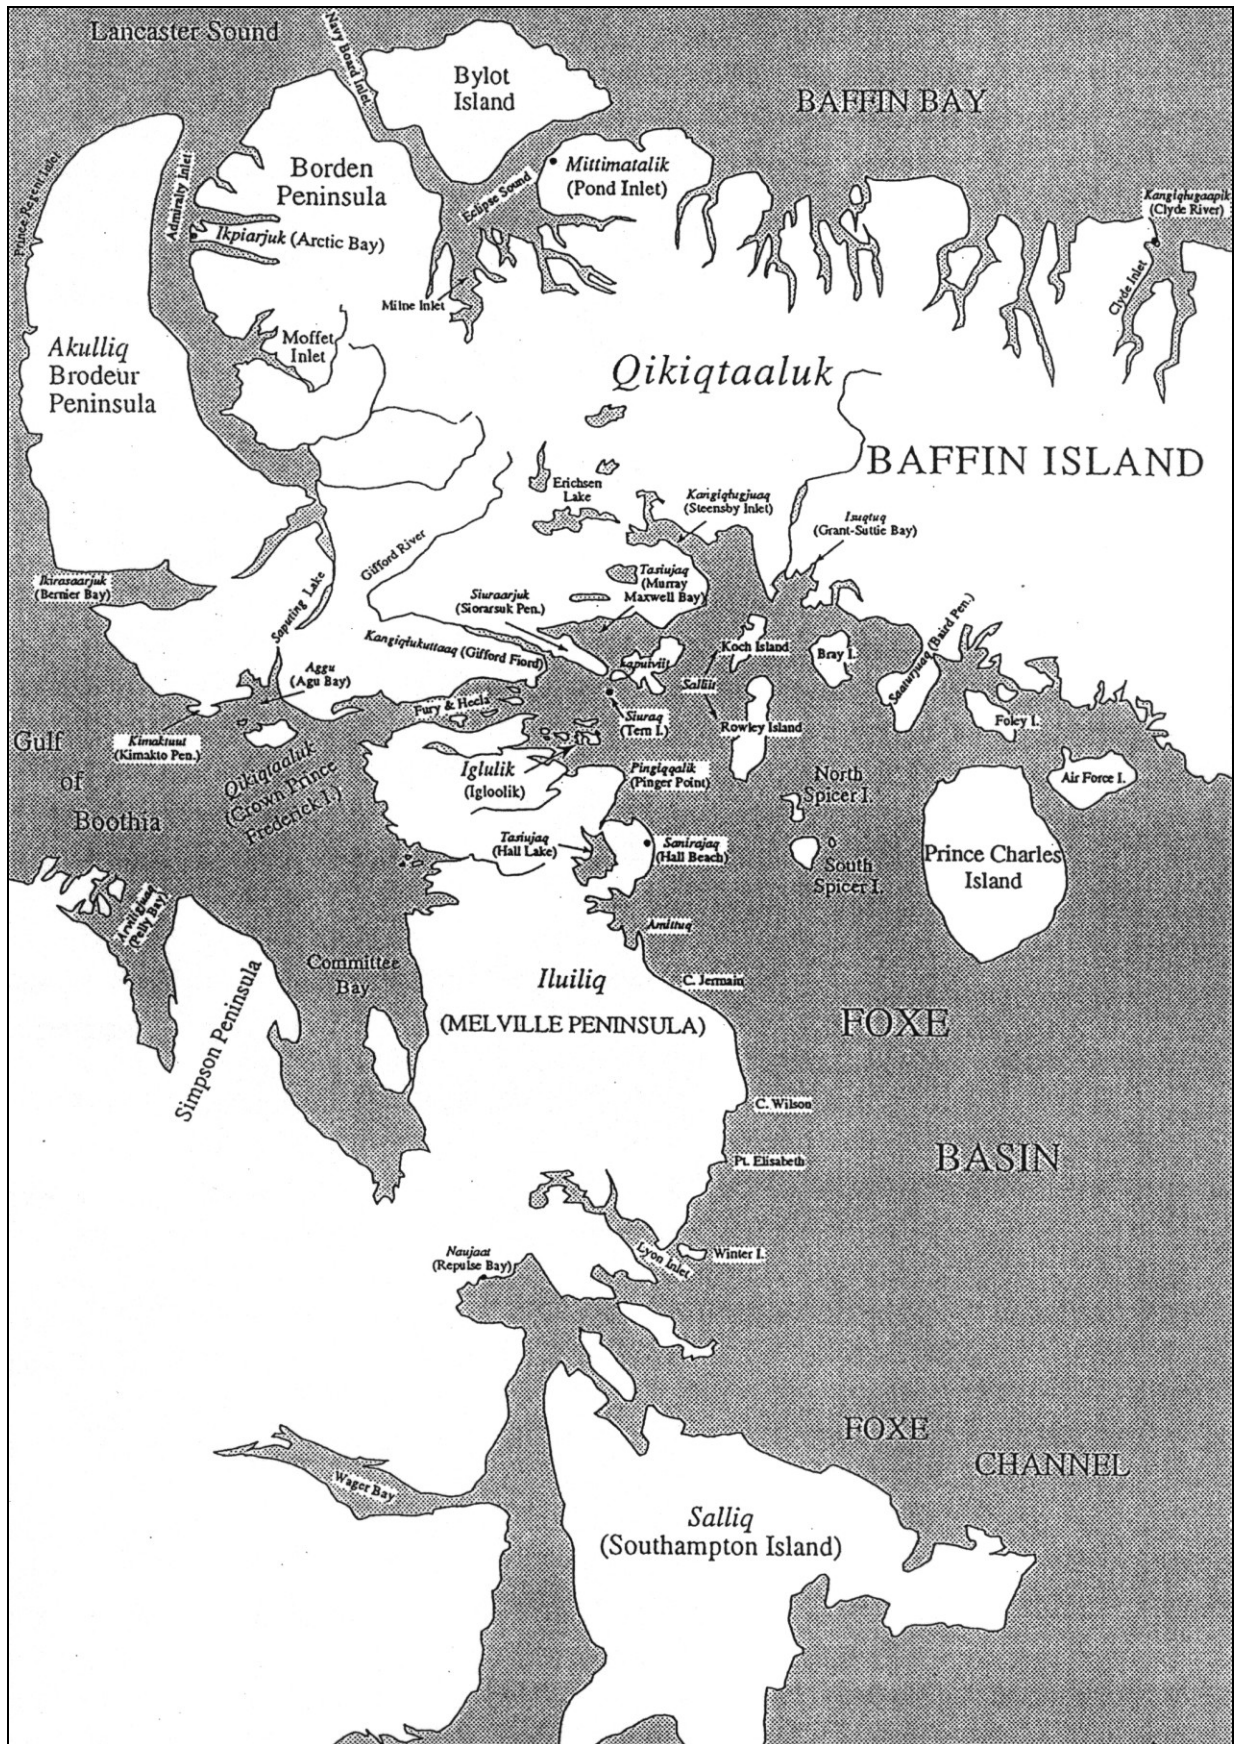 Lancaster Sound
Navy Board Inlet
Bylot
Island
BAFFIN BAY
Prince Regent Inlet
Admiralty Inlet
Borden
Peninsula
Eclipse Sound
Mittimatalik
(Pond Inlet)
Kangiqtugaapik
(Clyde River)
Ikpiarjuk (Arctic Bay)
Clyde Inlet
Milne Inlet
Moffet
Inlet
Akulliq
Brodeur
Peninsula
Qikiqtaaluk
BAFFIN ISLAND
Erichsen
Lake
Kangiqtugjuaq
(Steensby Inlet)
Isuqtuq
(Grant-Suttie Bay)
Gifford River
Ikirasaarjuk
(Bernier Bay)
Saputing Lake
Siuraarjuk
(Siorarsuk Pen.)
Tasiujaq
(Murray
Maxwell Bay)
Kangiqtukuttaaq (Gifford Fiord)
kapuiviit
Koch Island
Bray I.
Saaturjuaq (Baird Pen.)
Aggu
(Agu Bay)
Salliit
Fury & Hecla
Siuraq
(Tern I.)
Rowley Island
Foley I.
Kimaktuut
(Kimakto Pen.)
Gulf
of
Boothia
Qikiqtaaluk
(Crown Prince
Frederick I.)
Iglulik
(Igloolik)
Pingiqqalik
(Pinger Point)
North
Spicer I.
Air Force I.
Tasiujaq
(Hall Lake)
Sanirajaq
(Hall Beach)
South
Spicer I.
Prince Charles
Island
(Pelly Bay)
Amittuq
Committee
Bay
Iluiliq
(MELVILLE PENINSULA)
C. Jermain
Simpson Peninsula
FOXE
C. Wilson
Pt. Elisabeth
BASIN
Lyon Inlet
Winter I.
Naujaat
(Repulse Bay)
FOXE
CHANNEL
Wager Bay
Salliq
(Southampton Island)